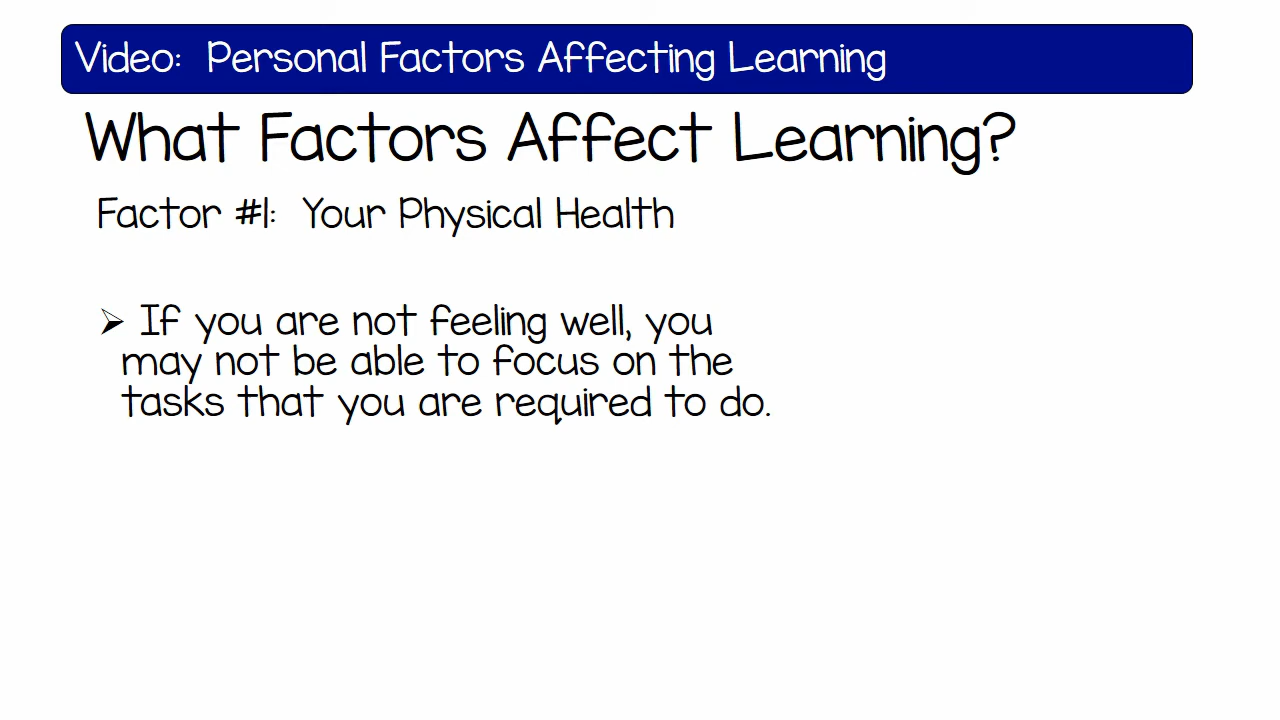 Video:  Personal Factors Affecting Learning
What Factors Affect Learning?
Factor #1:  Your Physical Health
➢ If you are not feeling well, you
may not be able to focus on the
tasks that you are required to do.